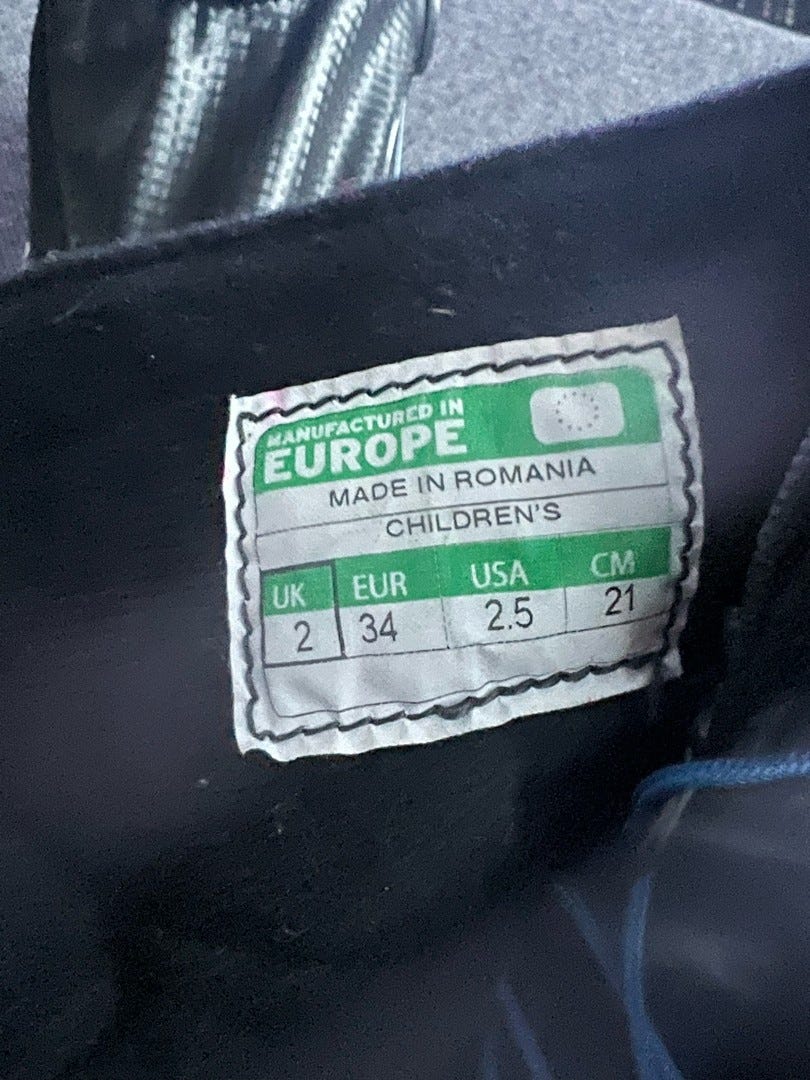 MANUFACTURED IN
EUROPE
MADE IN ROMANIA
CHILDREN'S
UK EUR USA CM
2 34 2.5 21